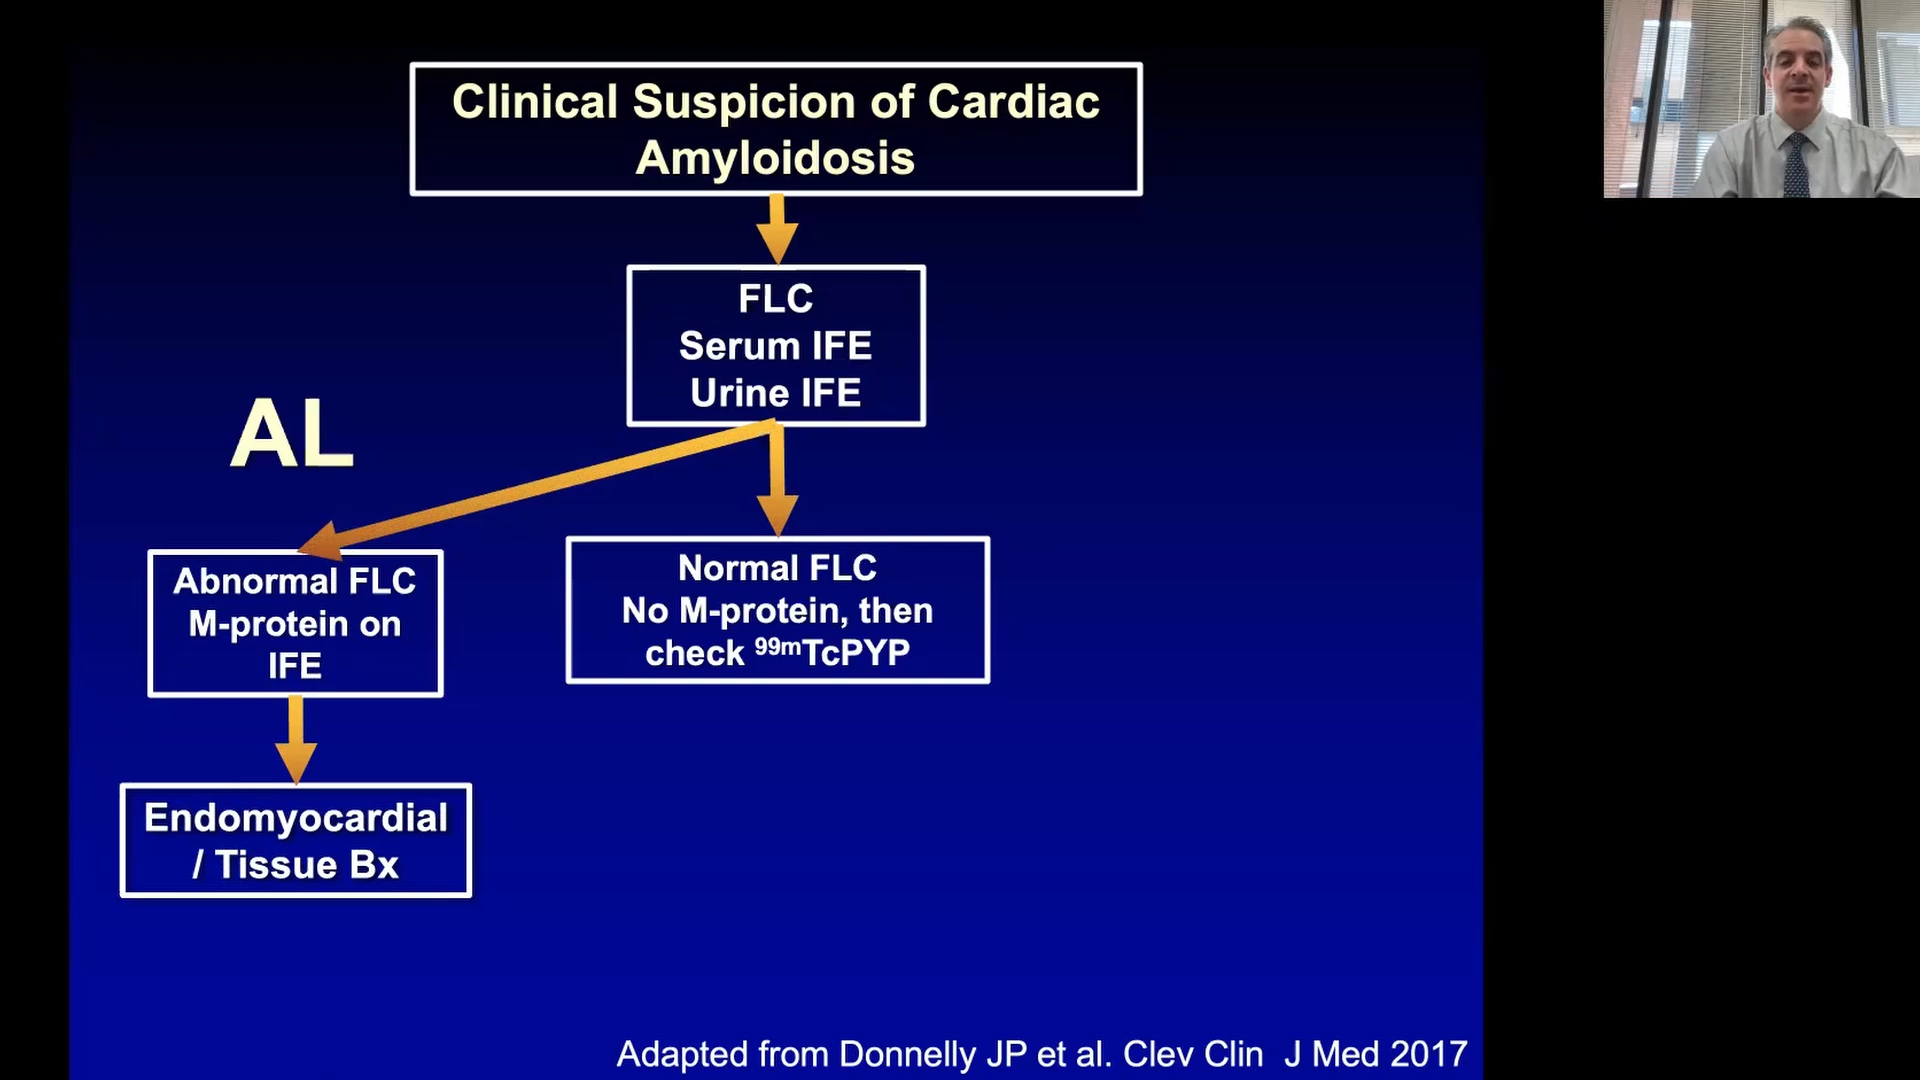 Clinical Suspicion of Cardiac
Amyloidosis
FLC
Serum IFE
Urine IFE
AL
Abnormal FLC
M-protein on
IFE
Normal FLC
No M-protein, then
check ⁹⁹ᵐTcPYP
Endomyocardial
/ Tissue Bx
Adapted from Donnelly JP et al. Clev Clin J Med 2017